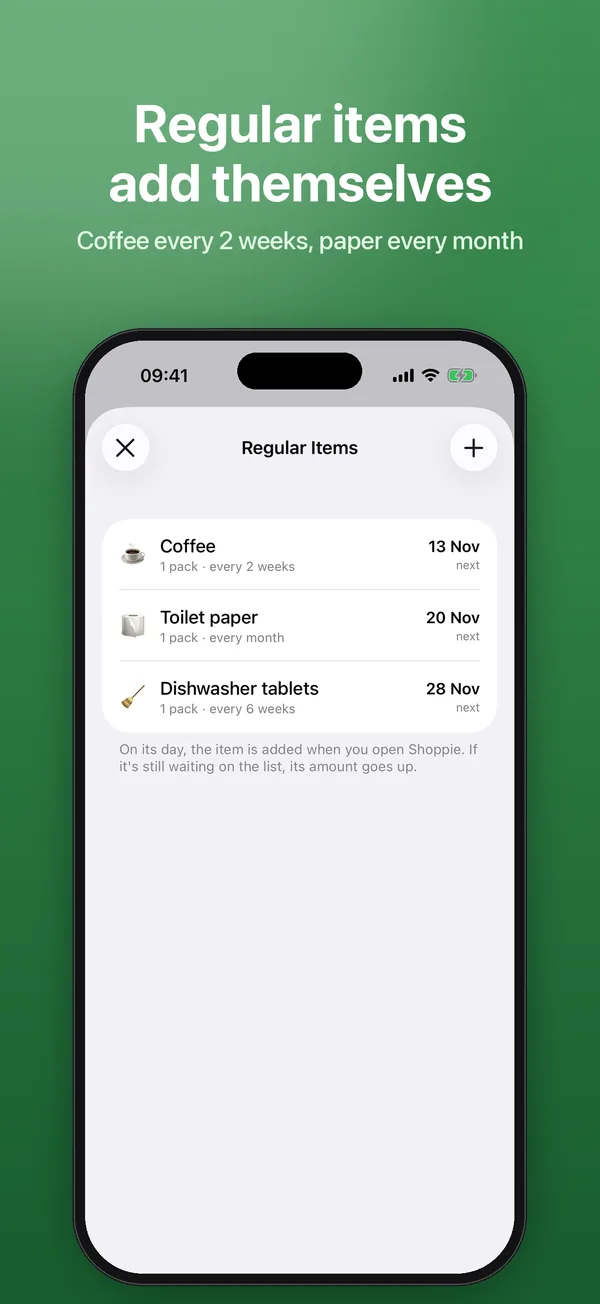 Regular items
add themselves
Coffee every 2 weeks, paper every month
09:41
Regular Items
Coffee
13 Nov
1 pack · every 2 weeks
next
Toilet paper
20 Nov
1 pack · every month
next
Dishwasher tablets
28 Nov
1 pack · every 6 weeks
next
On its day, the item is added when you open Shoppie. If
it's still waiting on the list, its amount goes up.